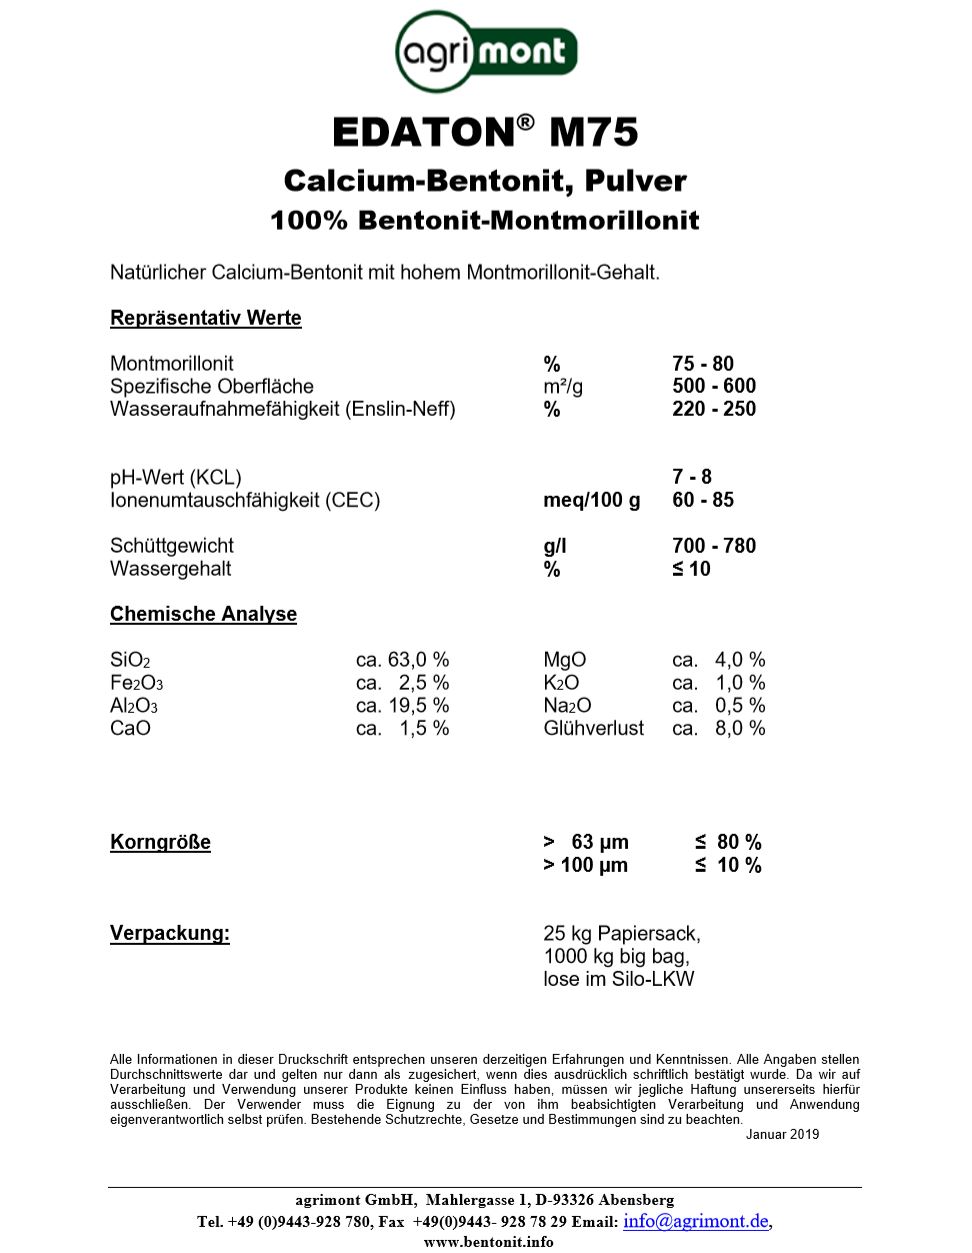 agrimont
EDATON® M75
Calcium-Bentonit, Pulver
100% Bentonit-Montmorillonit
Natürlicher Calcium-Bentonit mit hohem Montmorillonit-Gehalt.
Repräsentativ Werte
Montmorillonit % 75 - 80
Spezifische Oberfläche m²/g 500 - 600
Wasseraufnahmefähigkeit (Enslin-Neff) % 220 - 250
pH-Wert (KCL) 7 - 8
Ionenumtauschfähigkeit (CEC) meq/100 g 60 - 85
Schüttgewicht g/l 700 - 780
Wassergehalt % ≤ 10
Chemische Analyse
SiO2 ca. 63,0 % MgO ca. 4,0 %
Fe2O3 ca. 2,5 % K2O ca. 1,0 %
Al2O3 ca. 19,5 % Na2O ca. 0,5 %
CaO ca. 1,5 % Glühverlust ca. 8,0 %
Korngröße > 63 µm ≤ 80 %
> 100 µm ≤ 10 %
Verpackung: 25 kg Papiersack,
1000 kg big bag,
lose im Silo-LKW
Alle Informationen in dieser Druckschrift entsprechen unseren derzeitigen Erfahrungen und Kenntnissen. Alle Angaben stellen
Durchschnittswerte dar und gelten nur dann als zugesichert, wenn dies ausdrücklich schriftlich bestätigt wurde. Da wir auf
Verarbeitung und Verwendung unserer Produkte keinen Einfluss haben, müssen wir jegliche Haftung unsererseits hierfür
ausschließen. Der Verwender muss die Eignung zu der von ihm beabsichtigten Verarbeitung und Anwendung
eigenverantwortlich selbst prüfen. Bestehende Schutzrechte, Gesetze und Bestimmungen sind zu beachten.
Januar 2019
agrimont GmbH, Mahlergasse 1, D-93326 Abensberg
Tel. +49 (0)9443-928 780, Fax +49(0)9443- 928 78 29 Email: info@agrimont.de,
www.bentonit.info